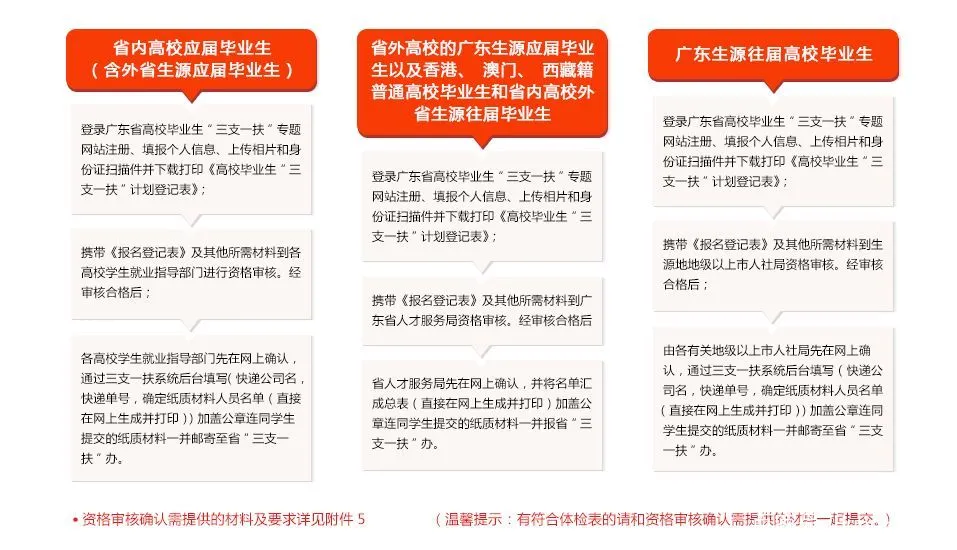 省内高校应届毕业生
（含外省生源应届毕业生）
登录广东省高校毕业生“三支一扶”专题
网站注册、填报个人信息、上传相片和身
份证扫描件并下载打印《高校毕业生“三
支一扶”计划登记表》；
携带《报名登记表》及其他所需材料到各
高校学生就业指导部门进行资格审核。经
审核合格后；
各高校学生就业指导部门先在网上确认，
通过三支一扶系统后台填写（快递公司名，
快递单号，确定纸质材料人员名单（直接
在网上生成并打印））加盖公章连同学生
提交的纸质材料一并邮寄至省“三支一
扶”办。
省外高校的广东生源应届毕业
生以及香港、 澳门、 西藏籍
普通高校毕业生和省内高校外
省生源往届毕业生
登录广东省高校毕业生“三支一扶”专题
网站注册、填报个人信息、上传相片和身
份证扫描件并下载打印《高校毕业生“三
支一扶”计划登记表》；
携带《报名登记表》及其他所需材料到广
东省人才服务局资格审核。经审核合格后
省人才服务局先在网上确认，并将名单汇
成总表（直接在网上生成并打印）加盖公
章连同学生提交的纸质材料一并报省“三
支一扶”办。
广东生源往届高校毕业生
登录广东省高校毕业生“三支一扶”专题
网站注册、填报个人信息、上传相片和身
份证扫描件并下载打印《高校毕业生“三
支一扶”计划登记表》；
携带《报名登记表》及其他所需材料到生
源地地级以上市人社局资格审核。经审核
合格后；
由各有关地级以上市人社局先在网上确
认，通过三支一扶系统后台填写（快递公
司名，快递单号，确定纸质材料人员名单
（直接在网上生成并打印））加盖公章连同
学生提交的纸质材料一并邮寄至省“三支
一扶”办。
• 资格审核确认需提供的材料及要求详见附件 5
（温馨提示：有符合体检表的请和资格审核确认需提供的材料一起提交。）